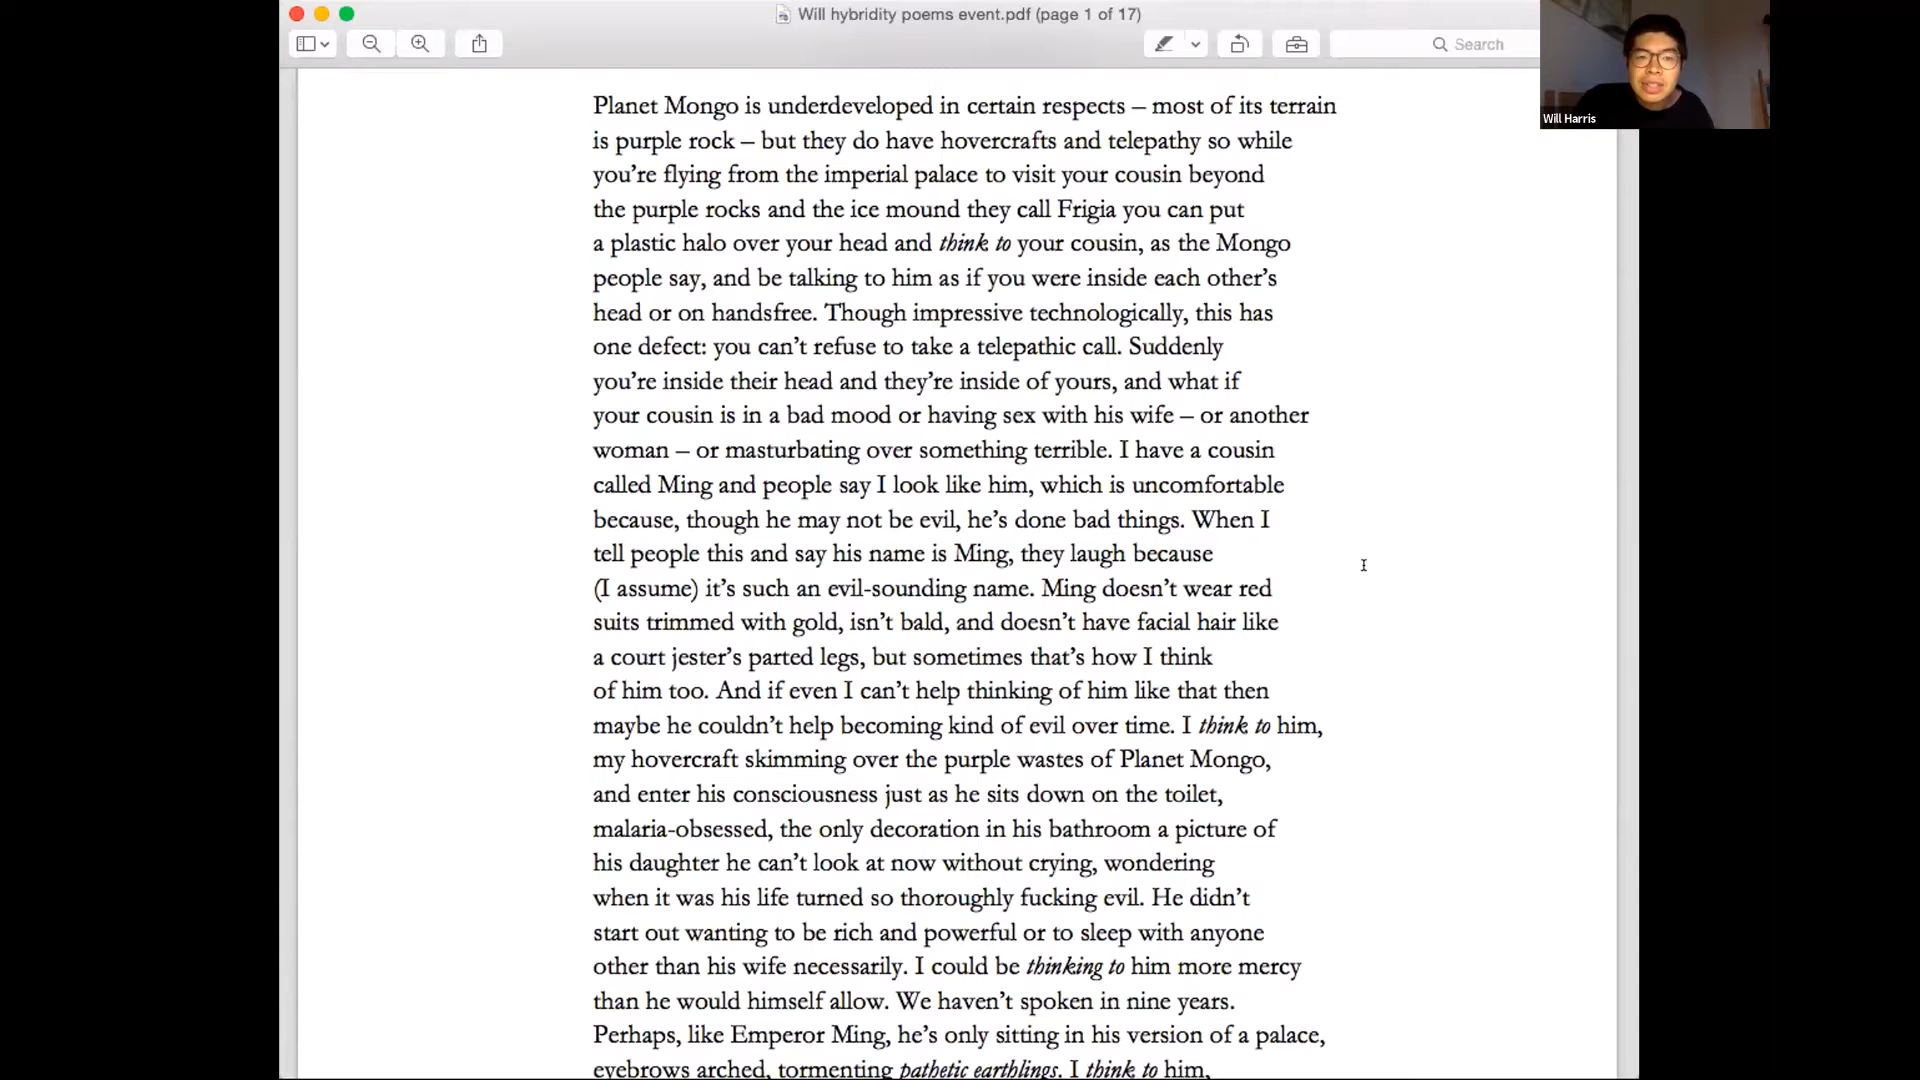 Will hybridity poems event.pdf (page 1 of 17)
Search
Will Harris
Planet Mongo is underdeveloped in certain respects – most of its terrain
is purple rock – but they do have hovercrafts and telepathy so while
you’re flying from the imperial palace to visit your cousin beyond
the purple rocks and the ice mound they call Frigia you can put
a plastic halo over your head and think to your cousin, as the Mongo
people say, and be talking to him as if you were inside each other’s
head or on handsfree. Though impressive technologically, this has
one defect: you can’t refuse to take a telepathic call. Suddenly
you’re inside their head and they’re inside of yours, and what if
your cousin is in a bad mood or having sex with his wife – or another
woman – or masturbating over something terrible. I have a cousin
called Ming and people say I look like him, which is uncomfortable
because, though he may not be evil, he’s done bad things. When I
tell people this and say his name is Ming, they laugh because
(I assume) it’s such an evil-sounding name. Ming doesn’t wear red
suits trimmed with gold, isn’t bald, and doesn’t have facial hair like
a court jester’s parted legs, but sometimes that’s how I think
of him too. And if even I can’t help thinking of him like that then
maybe he couldn’t help becoming kind of evil over time. I think to him,
my hovercraft skimming over the purple wastes of Planet Mongo,
and enter his consciousness just as he sits down on the toilet,
malaria-obsessed, the only decoration in his bathroom a picture of
his daughter he can’t look at now without crying, wondering
when it was his life turned so thoroughly fucking evil. He didn’t
start out wanting to be rich and powerful or to sleep with anyone
other than his wife necessarily. I could be thinking to him more mercy
than he would himself allow. We haven’t spoken in nine years.
Perhaps, like Emperor Ming, he’s only sitting in his version of a palace,
eyebrows arched, tormenting pathetic earthlings. I think to him,